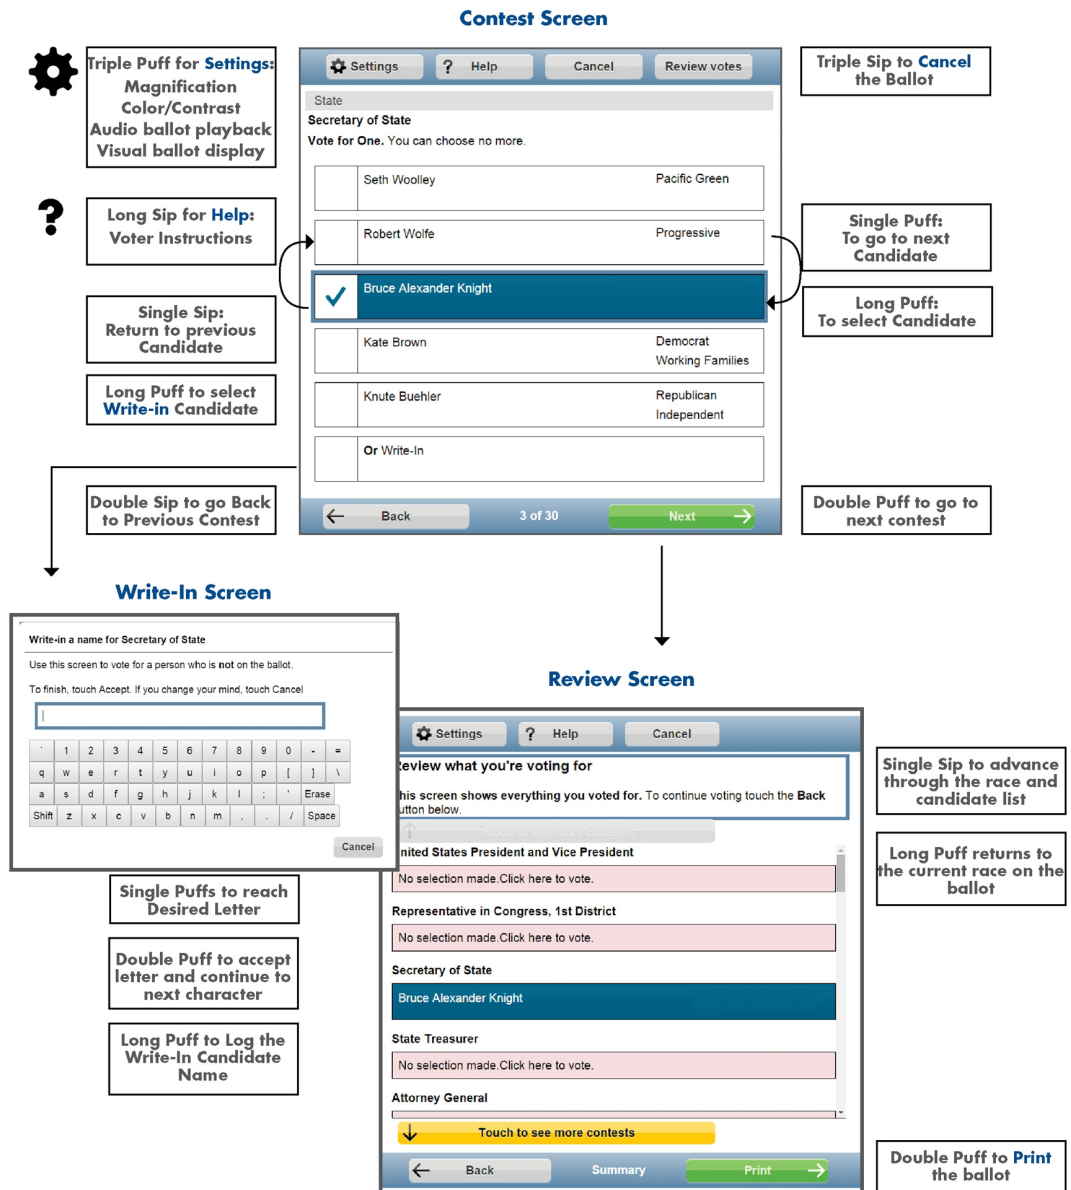 Contest Screen
Triple Puff for Settings:
Magnification
Color/Contrast
Audio ballot playback
Visual ballot display
Long Sip for Help:
Voter Instructions
Single Sip:
Return to previous
Candidate
Long Puff to select
Write-in Candidate
Double Sip to go Back
to Previous Contest
Settings
? Help
Cancel
Review votes
State
Secretary of State
Vote for One. You can choose no more.
Seth Woolley Pacific Green
Robert Wolfe Progressive
Bruce Alexander Knight
Kate Brown Democrat
Working Families
Knute Buehler Republican
Independent
Or Write-In
Back
3 of 30
Next
Triple Sip to Cancel
the Ballot
Single Puff:
To go to next
Candidate
Long Puff:
To select Candidate
Double Puff to go to
next contest
Write-In Screen
Write-in a name for Secretary of State
Use this screen to vote for a person who is not on the ballot.
To finish, touch Accept. If you change your mind, touch Cancel
` 1 2 3 4 5 6 7 8 9 0 - =
q w e r t y u i o p [ ] \
a s d f g h j k l ; ' Erase
Shift z x c v b n m , . / Space
Cancel
Single Puffs to reach
Desired Letter
Double Puff to accept
letter and continue to
next character
Long Puff to Log the
Write-In Candidate
Name
Review Screen
Settings
? Help
Cancel
Review what you're voting for
This screen shows everything you voted for. To continue voting touch the Back
button below.
Touch to see more contests
United States President and Vice President
No selection made.Click here to vote.
Representative in Congress, 1st District
No selection made.Click here to vote.
Secretary of State
Bruce Alexander Knight
State Treasurer
No selection made.Click here to vote.
Attorney General
Touch to see more contests
Back
Summary
Print
Single Sip to advance
through the race and
candidate list
Long Puff returns to
the current race on the
ballot
Double Puff to Print
the ballot